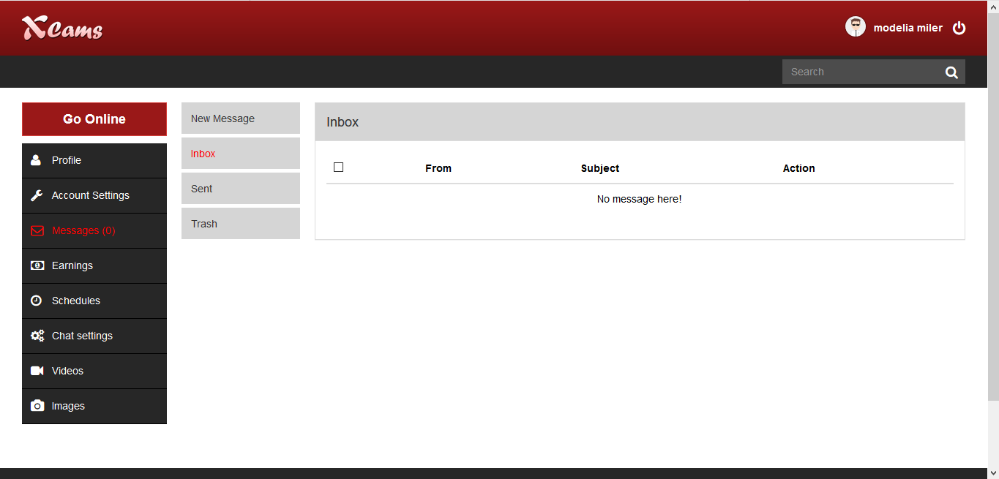 XCams
modelia miler
Search
Go Online
Profile
Account Settings
Messages (0)
Earnings
Schedules
Chat settings
Videos
Images
New Message
Inbox
Sent
Trash
Inbox
From Subject Action
No message here!